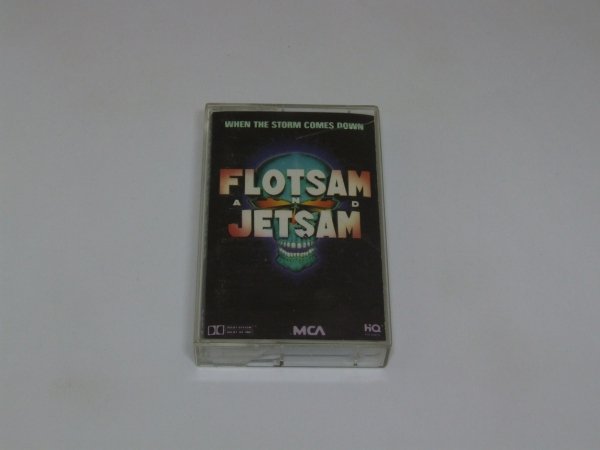 WHEN THE STORM COMES DOWN
FLOTSAM
A N D
JETSAM
MCA
HQ